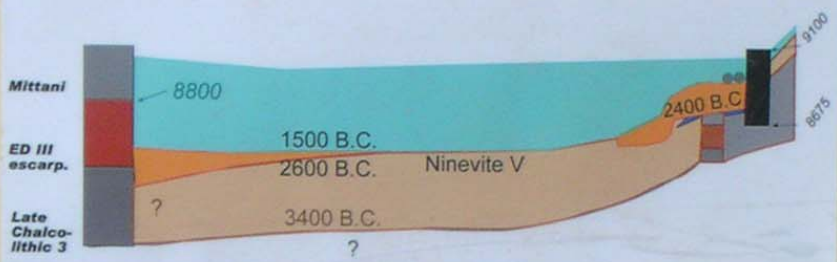 Mittani
8800
ED III
escarp.
Late
Chalco-
lithic 3
?
1500 B.C.
2600 B.C.
Ninevite V
3400 B.C.
?
2400 B.C
9100
8675